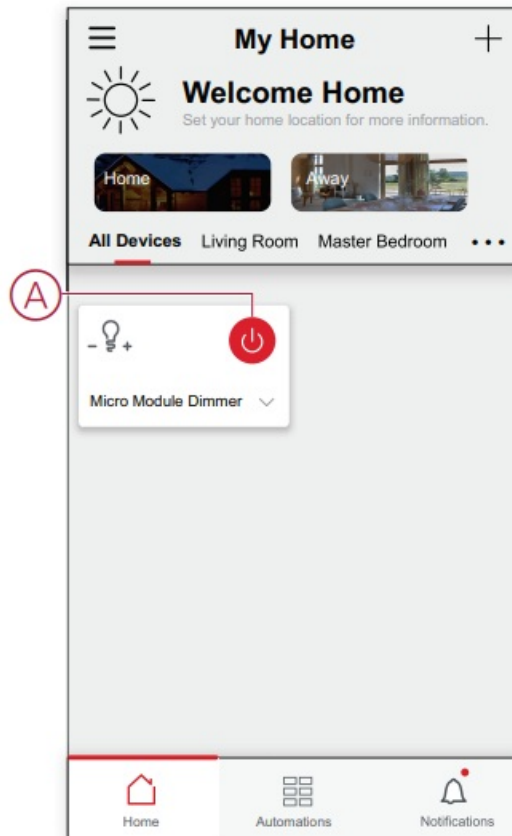 My Home
Welcome Home
Set your home location for more information.
Home Away
All Devices Living Room Master Bedroom
A
Micro Module Dimmer
Home Automations Notifications